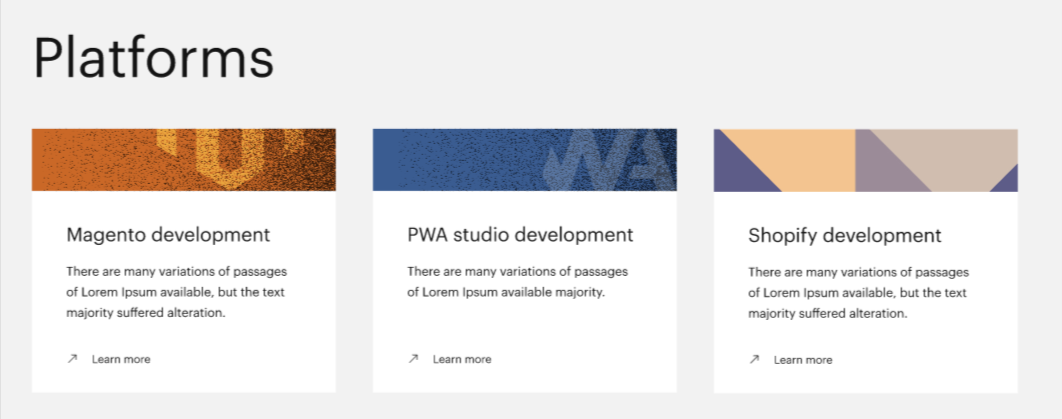 Platforms
WA
Magento development
There are many variations of passages
of Lorem Ipsum available, but the text
majority suffered alteration.
Learn more
PWA studio development
There are many variations of passages
of Lorem Ipsum available majority.
Learn more
Shopify development
There are many variations of passages
of Lorem Ipsum available, but the text
majority suffered alteration.
Learn more